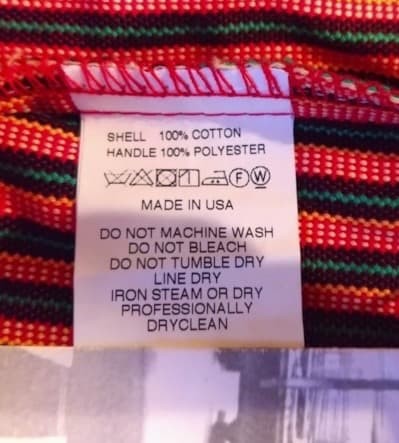 SHELL 100% COTTON
HANDLE 100% POLYESTER
F W
MADE IN USA
DO NOT MACHINE WASH
DO NOT BLEACH
DO NOT TUMBLE DRY
LINE DRY
IRON STEAM OR DRY
PROFESSIONALLY
DRYCLEAN